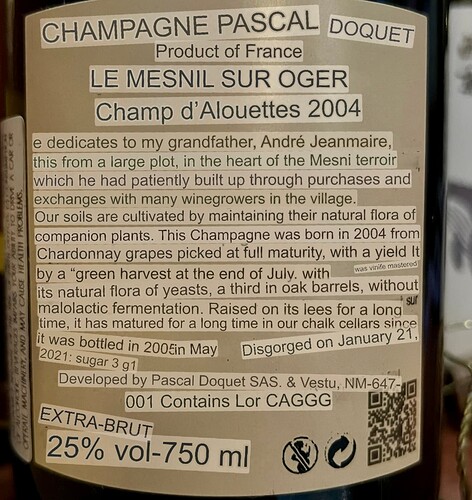 CHAMPAGNE PASCAL DOQUET
Product of France
LE MESNIL SUR OGER
Champ d'Alouettes 2004
e dedicates to my grandfather, André Jeanmaire,
this from a large plot, in the heart of the Mesni terroir
which he had patiently built up through purchases and
exchanges with many winegrowers in the village.
Our soils are cultivated by maintaining their natural flora of
companion plants. This Champagne was born in 2004 from
Chardonnay grapes picked at full maturity, with a yield It
by a "green harvest at the end of July. with was vinife mastered
its natural flora of yeasts, a third in oak barrels, without
malolactic fermentation. Raised on its lees for a long sur
time, it has matured for a long time in our chalk cellars since
it was bottled in 2005in May Disgorged on January 21,
2021: sugar 3 g1
Developed by Pascal Doquet SAS. & Vestu, NM-647-
001 Contains Lor CAGGG
EXTRA-BRUT
25% vol-750 ml
OPERATE MACHINERY, AND MAY CAUSE HEALTH PROBLEMS.